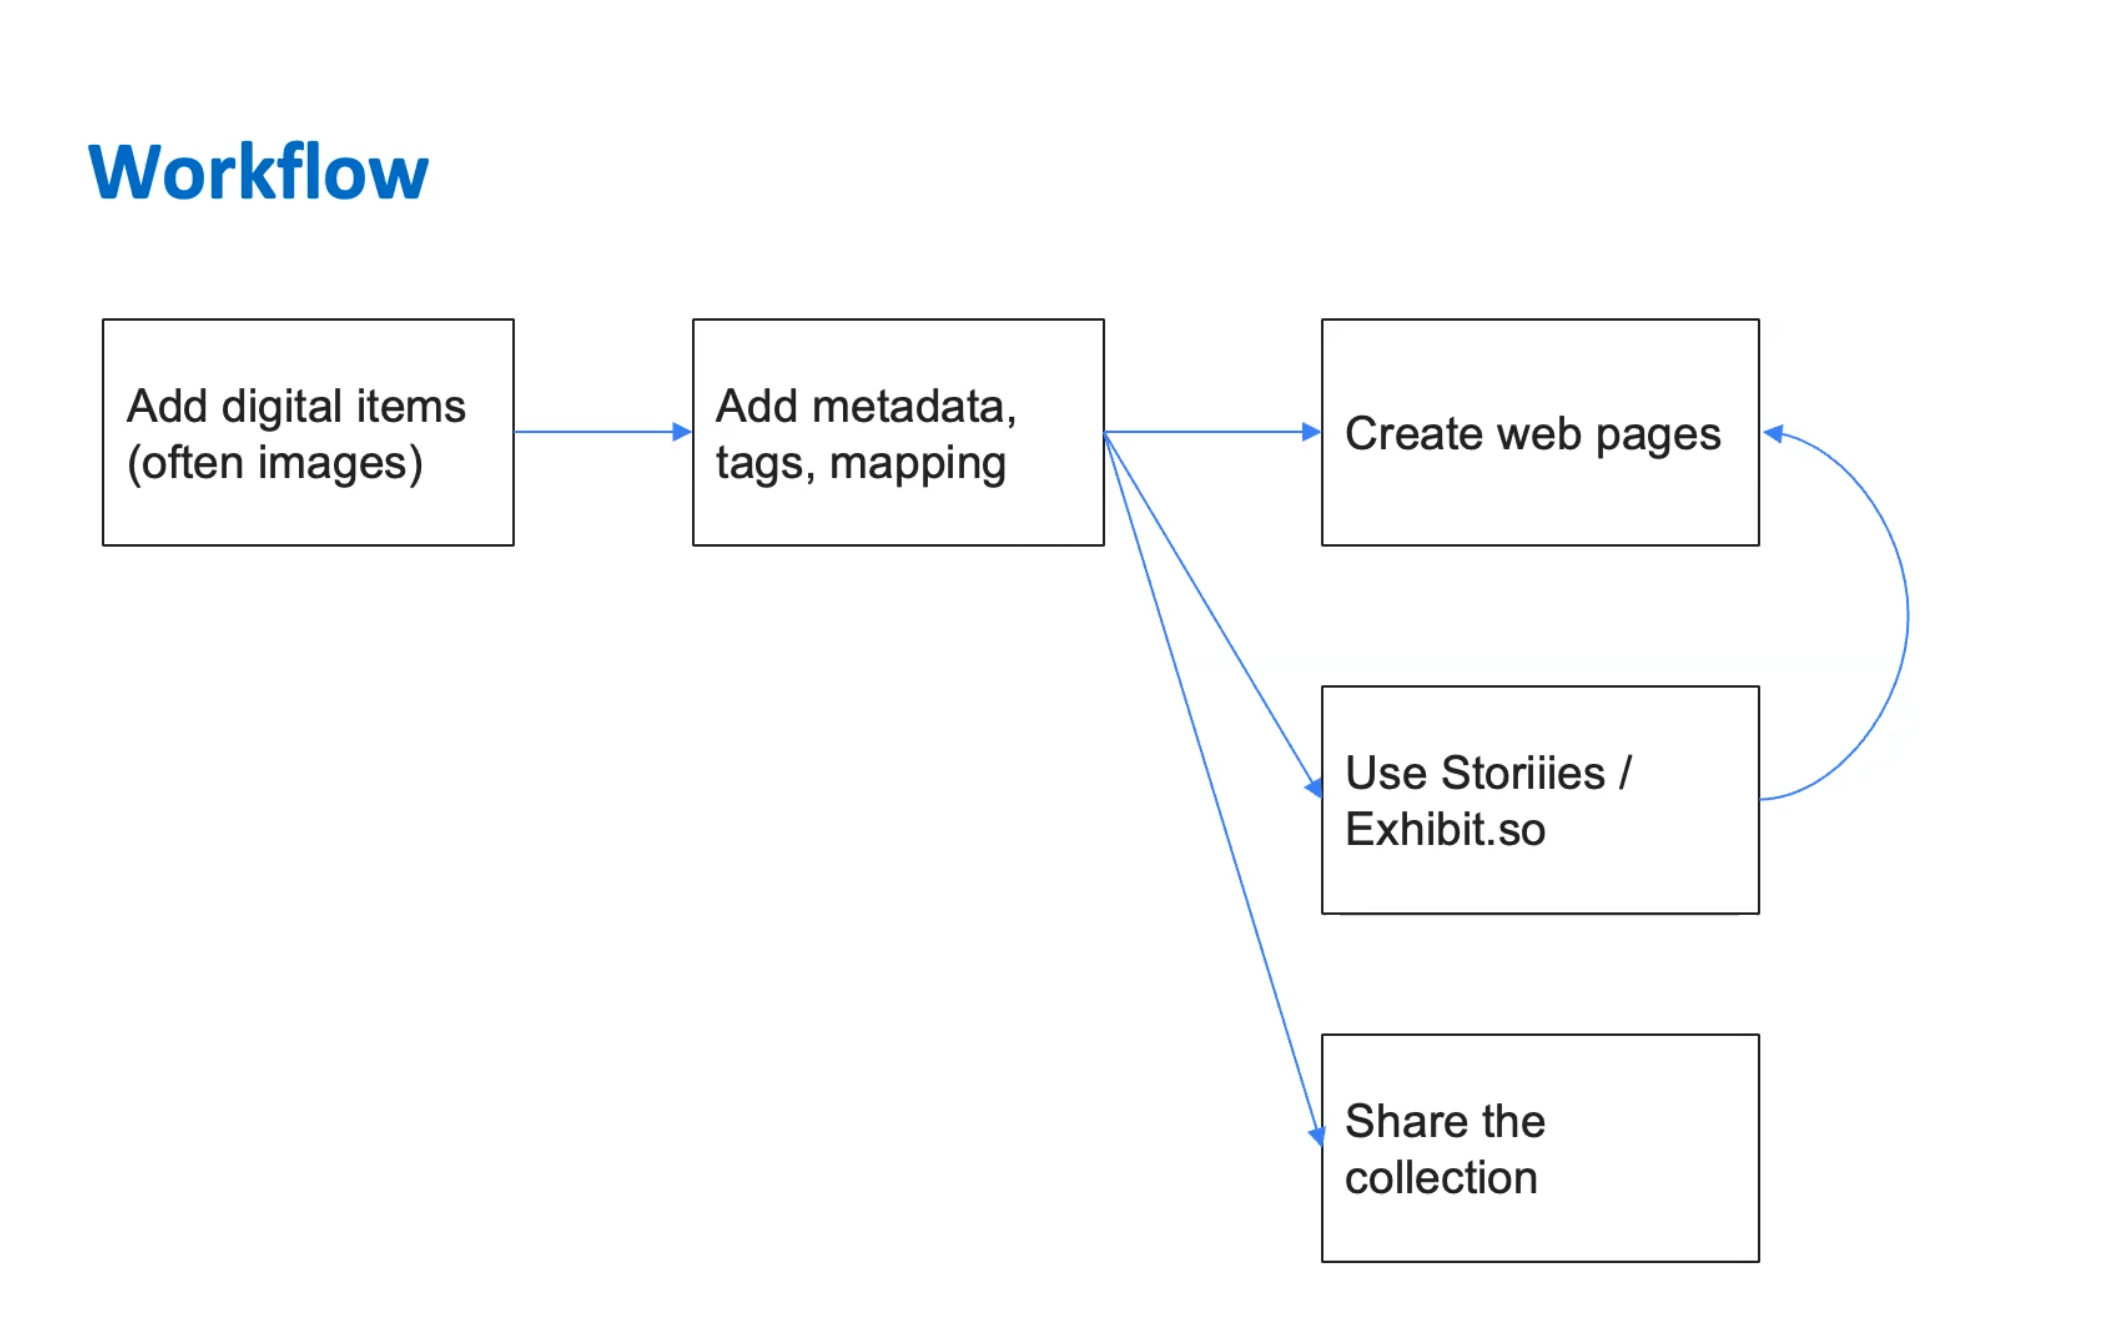 Workflow
Add digital items
(often images)
Add metadata,
tags, mapping
Create web pages
Use Storiiies /
Exhibit.so
Share the
collection